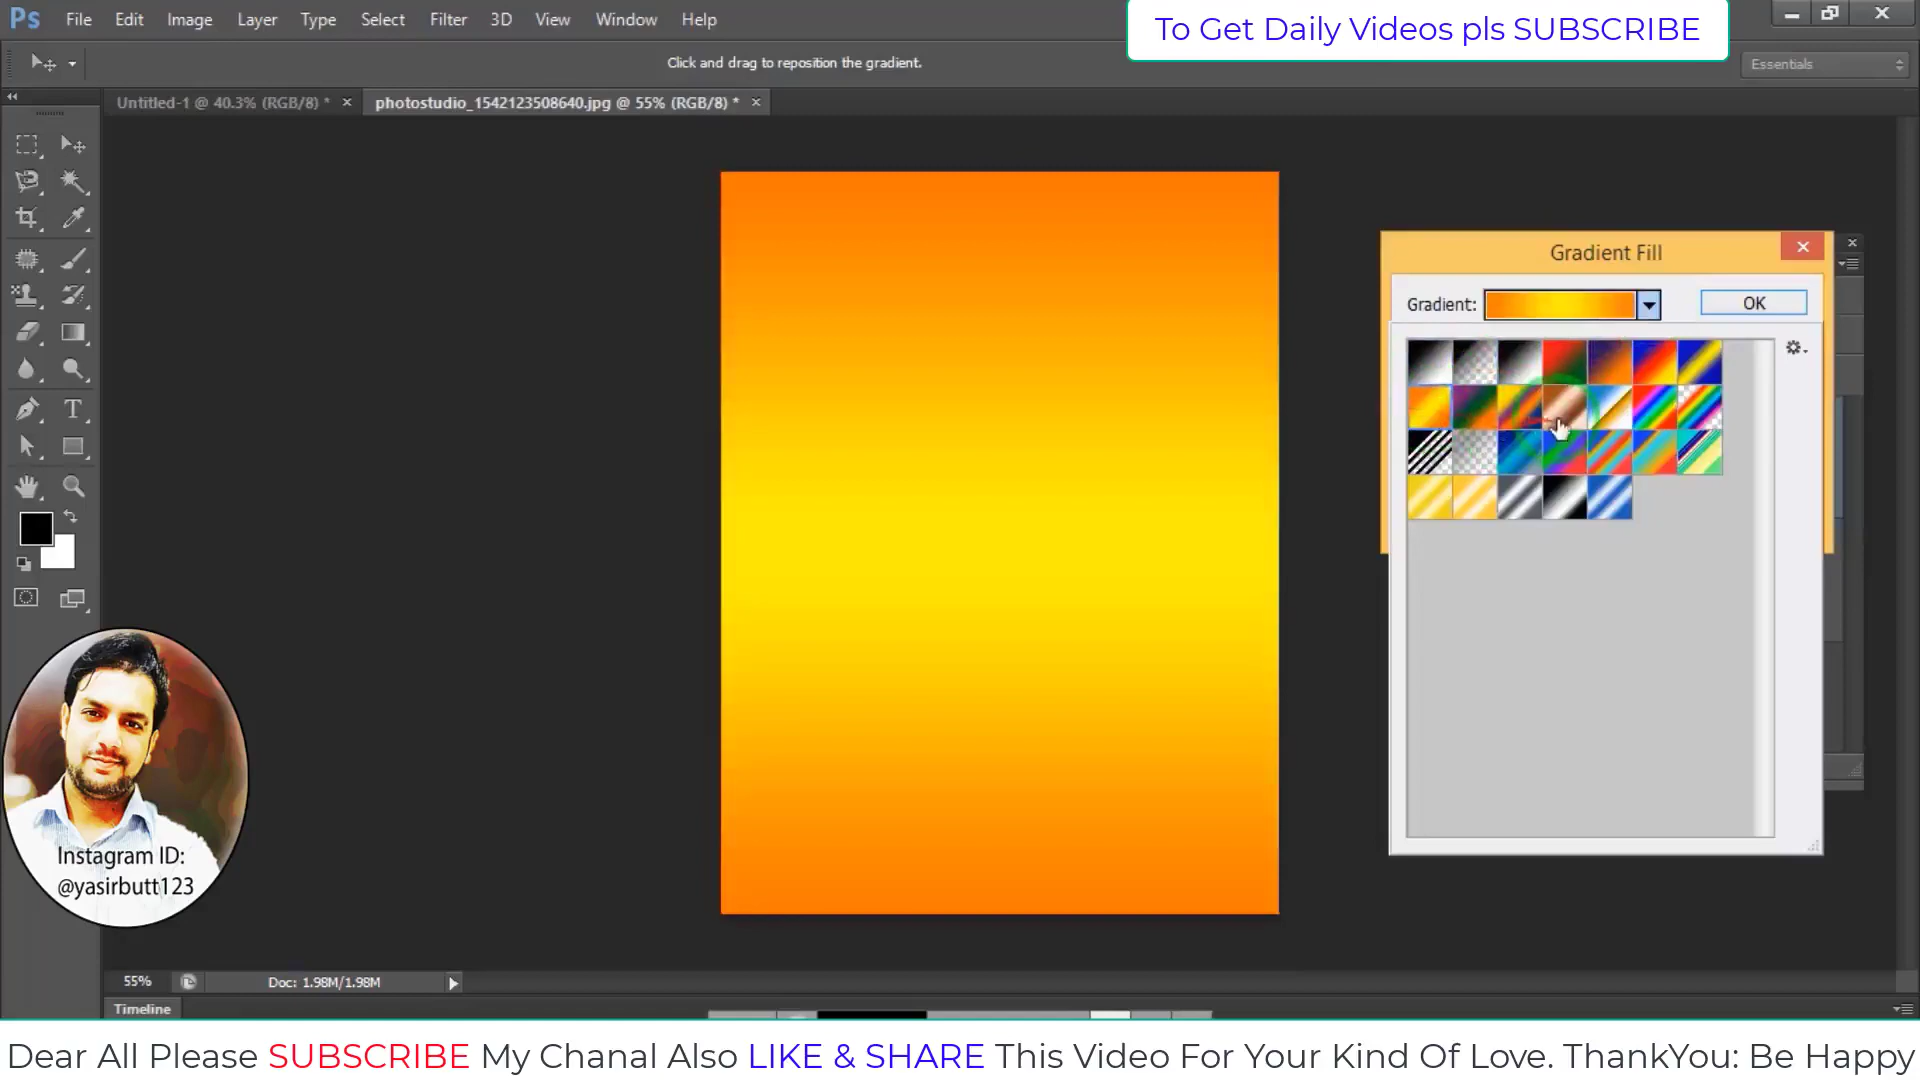 Ps File Edit Image Layer Type Select Filter 3D View Window Help
To Get Daily Videos pls SUBSCRIBE
Click and drag to reposition the gradient.
Essentials
Untitled-1 @ 40.3% (RGB/8) *
photostudio_1542123508640.jpg @ 55% (RGB/8) *
Gradient Fill
Gradient:
OK
T
Instagram ID:
@yasirbutt123
55%
Doc: 1.98M/1.98M
Timeline
Dear All Please SUBSCRIBE My Chanal Also LIKE & SHARE This Video For Your Kind Of Love. ThankYou: Be Happy